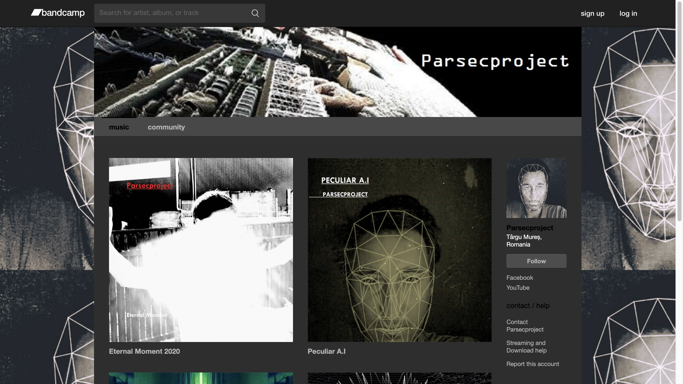 bandcamp
Search for artist, album, or track
sign up
log in
Parsecproject
music
community
Parsecproject
PECULIAR A.I
PARSECPROJECT
Eternal Moment 2020
Peculiar A.I
Parsecproject
Târgu Mureș,
Romania
Follow
Facebook
YouTube
contact / help
Contact
Parsecproject
Streaming and
Download help
Report this account